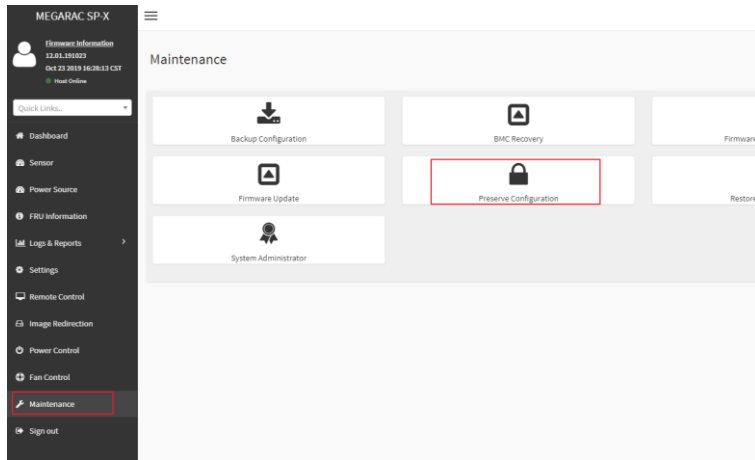 MEGARAC SP-X
Firmware Information
12.01.191023
Oct 23 2019 16:28:13 CST
Host Online
Quick Links..
Dashboard
Sensor
Power Source
FRU Information
Logs & Reports
Settings
Remote Control
Image Redirection
Power Control
Fan Control
Maintenance
Sign out
Maintenance
Backup Configuration
BMC Recovery
Firmware
Firmware Update
Preserve Configuration
Restore
System Administrator